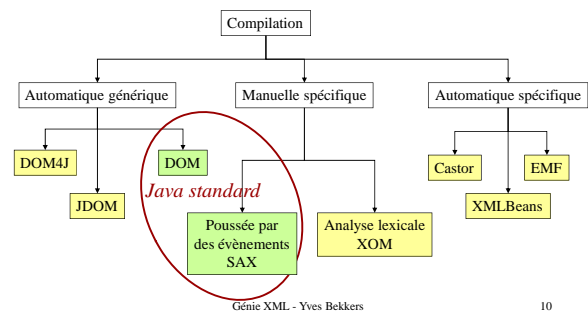 Compilation
Automatique générique
Manuelle spécifique
Automatique spécifique
DOM4J
DOM
Castor
EMF
Java standard
JDOM
XMLBeans
Poussée par
des évènements
SAX
Analyse lexicale
XOM
Génie XML - Yves Bekkers
10